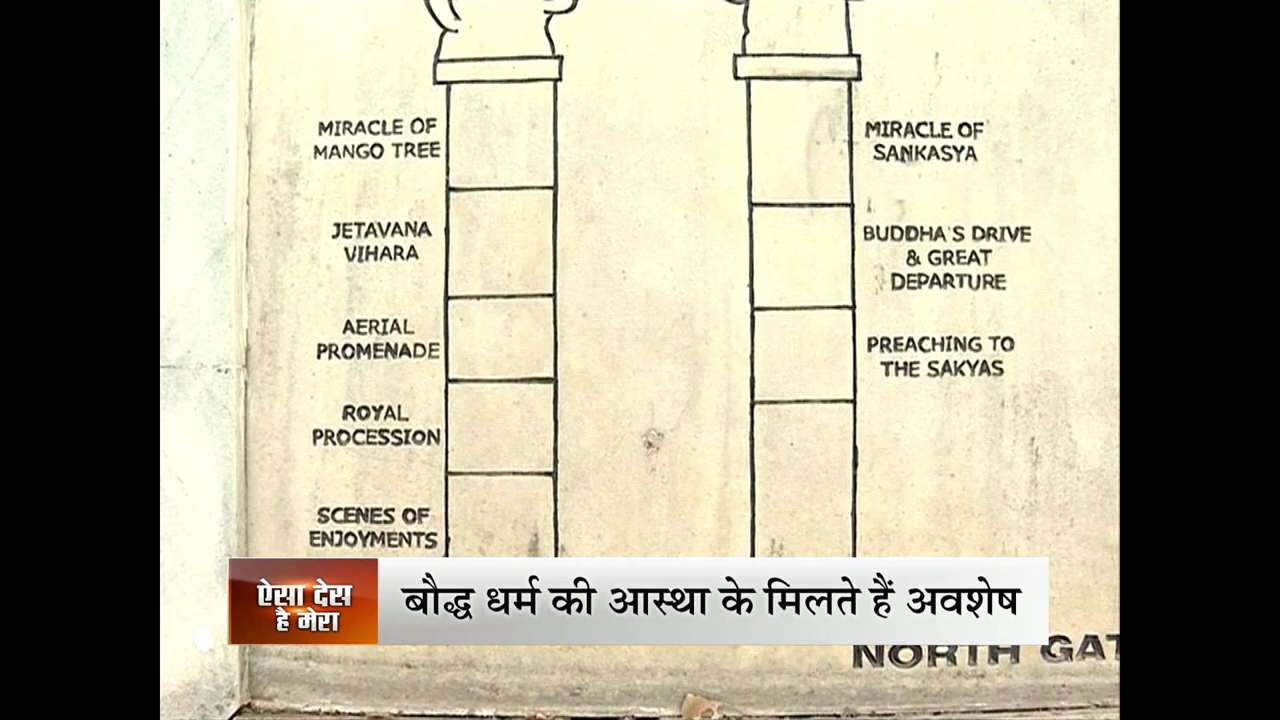 MIRACLE OF
MANGO TREE
JETAVANA
VIHARA
AERIAL
PROMENADE
ROYAL
PROCESSION
SCENES OF
ENJOYMENTS
MIRACLE OF
SANKASYA
BUDDHA'S DRIVE
& GREAT
DEPARTURE
PREACHING TO
THE SAKYAS
ऐसा देस
है मेरा
बौद्ध धर्म की आस्था के मिलते हैं अवशेष
NORTH GAT